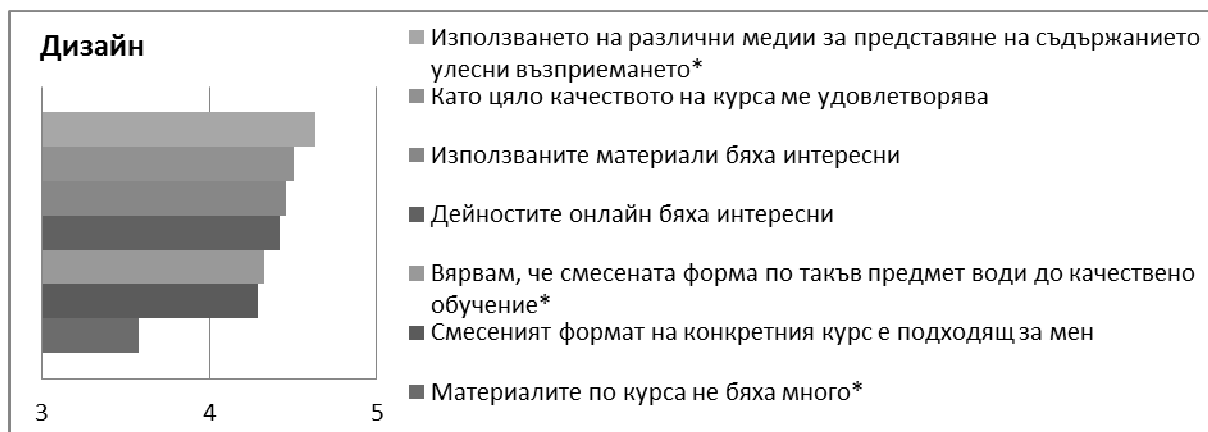 Дизайн
Използването на различни медии за представяне на съдържанието
улесни възприемането*
Като цяло качеството на курса ме удовлетворява
Използваните материали бяха интересни
Дейностите онлайн бяха интересни
Вярвам, че смесената форма по такъв предмет води до качествено
обучение*
Смесеният формат на конкретния курс е подходящ за мен
Материалите по курса не бяха много*
3 4 5